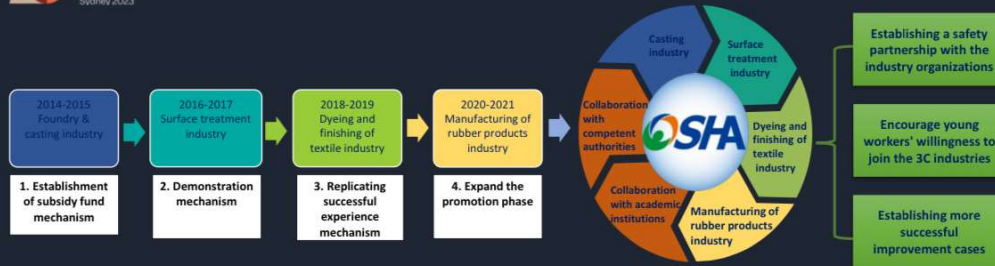 Sydney 2023
2014-2015
Foundry &
casting industry
1. Establishment
of subsidy fund
mechanism
2016-2017
Surface treatment
industry
2. Demonstration
mechanism
2018-2019
Dyeing and
finishing of
textile industry
3. Replicating
successful
experience
mechanism
2020-2021
Manufacturing of
rubber products
industry
4. Expand the
promotion phase
Casting
industry
Surface
treatment
industry
Dyeing and
finishing of
textile
industry
Manufacturing of
rubber products
industry
Collaboration
with academic
institutions
Collaboration
with
competent
authorities
OSHA
Establishing a safety
partnership with the
industry organizations
Encourage young
workers' willingness to
join the 3C industries
Establishing more
successful
improvement cases